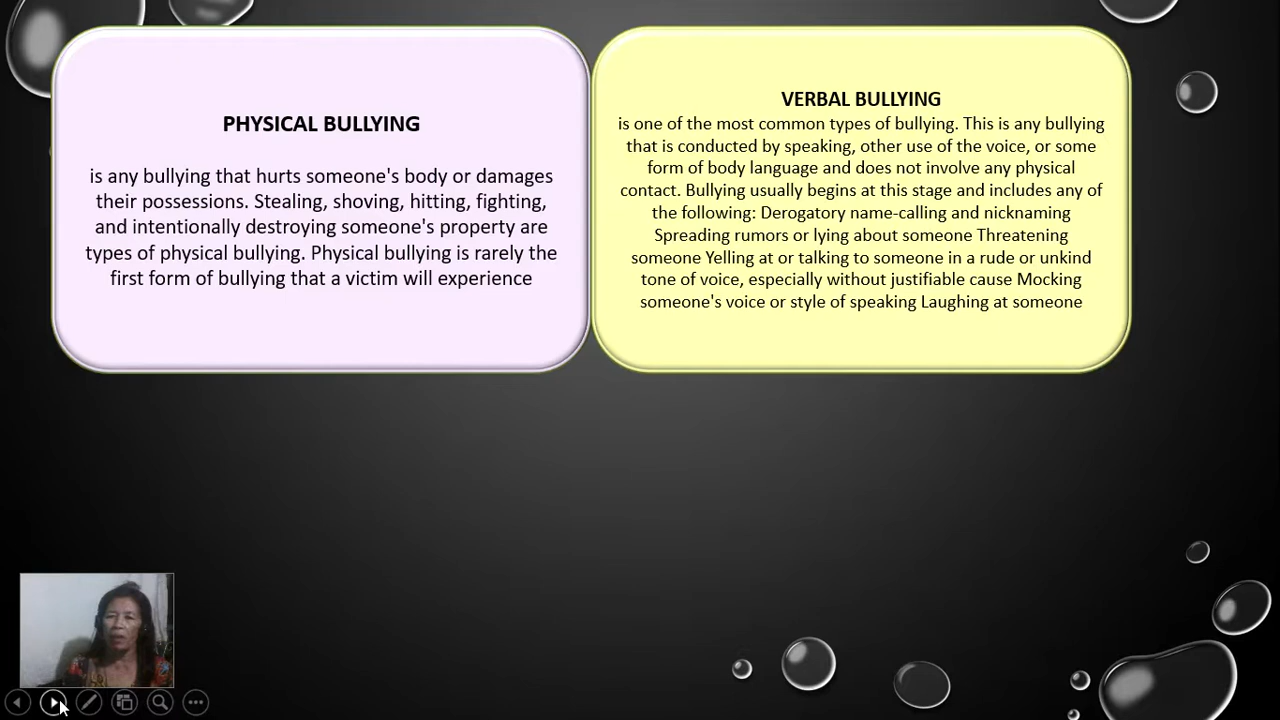 PHYSICAL BULLYING
is any bullying that hurts someone's body or damages
their possessions. Stealing, shoving, hitting, fighting,
and intentionally destroying someone's property are
types of physical bullying. Physical bullying is rarely the
first form of bullying that a victim will experience
VERBAL BULLYING
is one of the most common types of bullying. This is any bullying
that is conducted by speaking, other use of the voice, or some
form of body language and does not involve any physical
contact. Bullying usually begins at this stage and includes any of
the following: Derogatory name-calling and nicknaming
Spreading rumors or lying about someone Threatening
someone Yelling at or talking to someone in a rude or unkind
tone of voice, especially without justifiable cause Mocking
someone's voice or style of speaking Laughing at someone